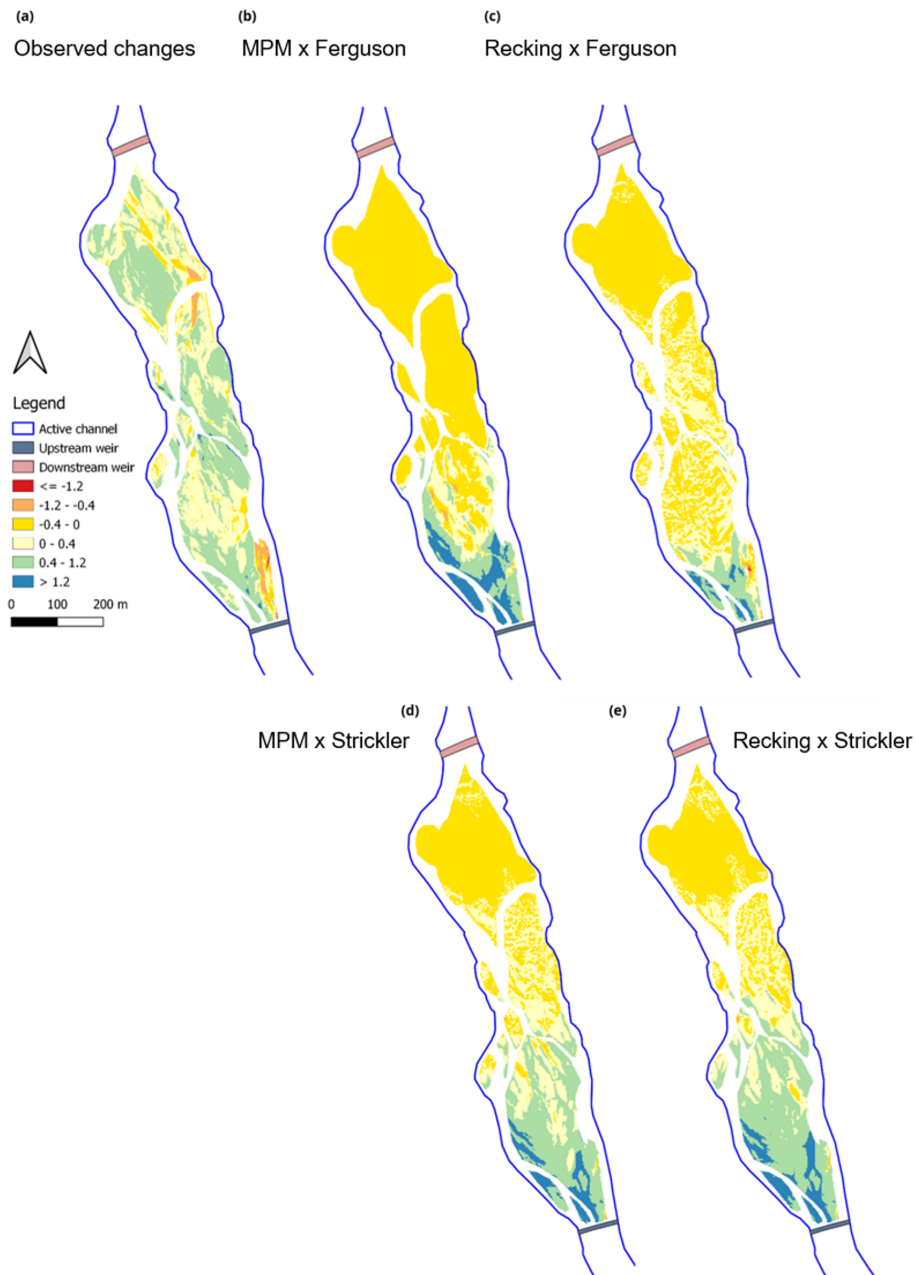 (a)
(b)
(c)
Observed changes
MPM x Ferguson
Recking x Ferguson
Legend
Active channel
Upstream weir
Downstream weir
<= -1.2
-1.2 - -0.4
-0.4 - 0
0 - 0.4
0.4 - 1.2
> 1.2
0 100 200 m
(d)
(e)
MPM x Strickler
Recking x Strickler